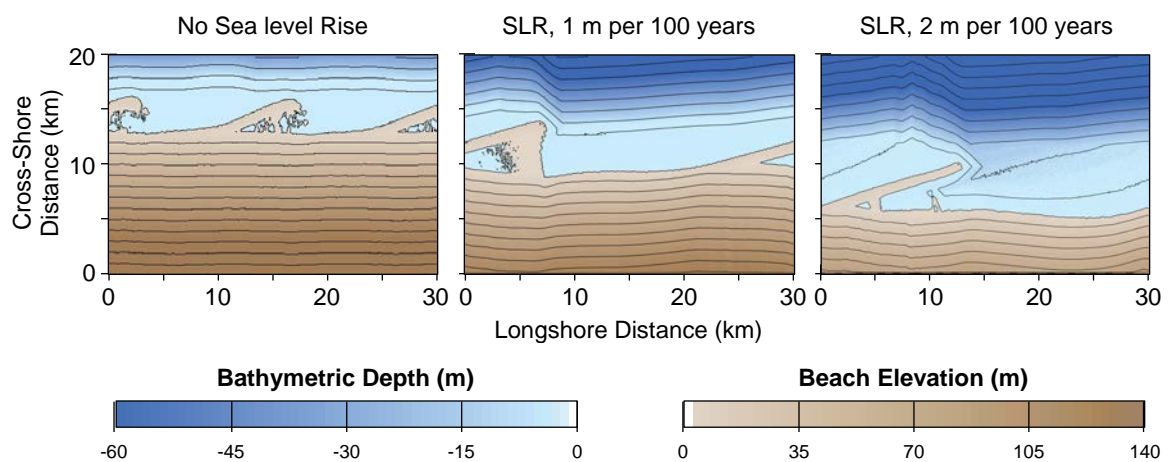 No Sea level Rise
SLR, 1 m per 100 years
SLR, 2 m per 100 years
Cross-Shore
Distance (km)
20
10
0
0 10 20 30
0 10 20 30
0 10 20 30
Longshore Distance (km)
Bathymetric Depth (m)
-60 -45 -30 -15 0
Beach Elevation (m)
0 35 70 105 140